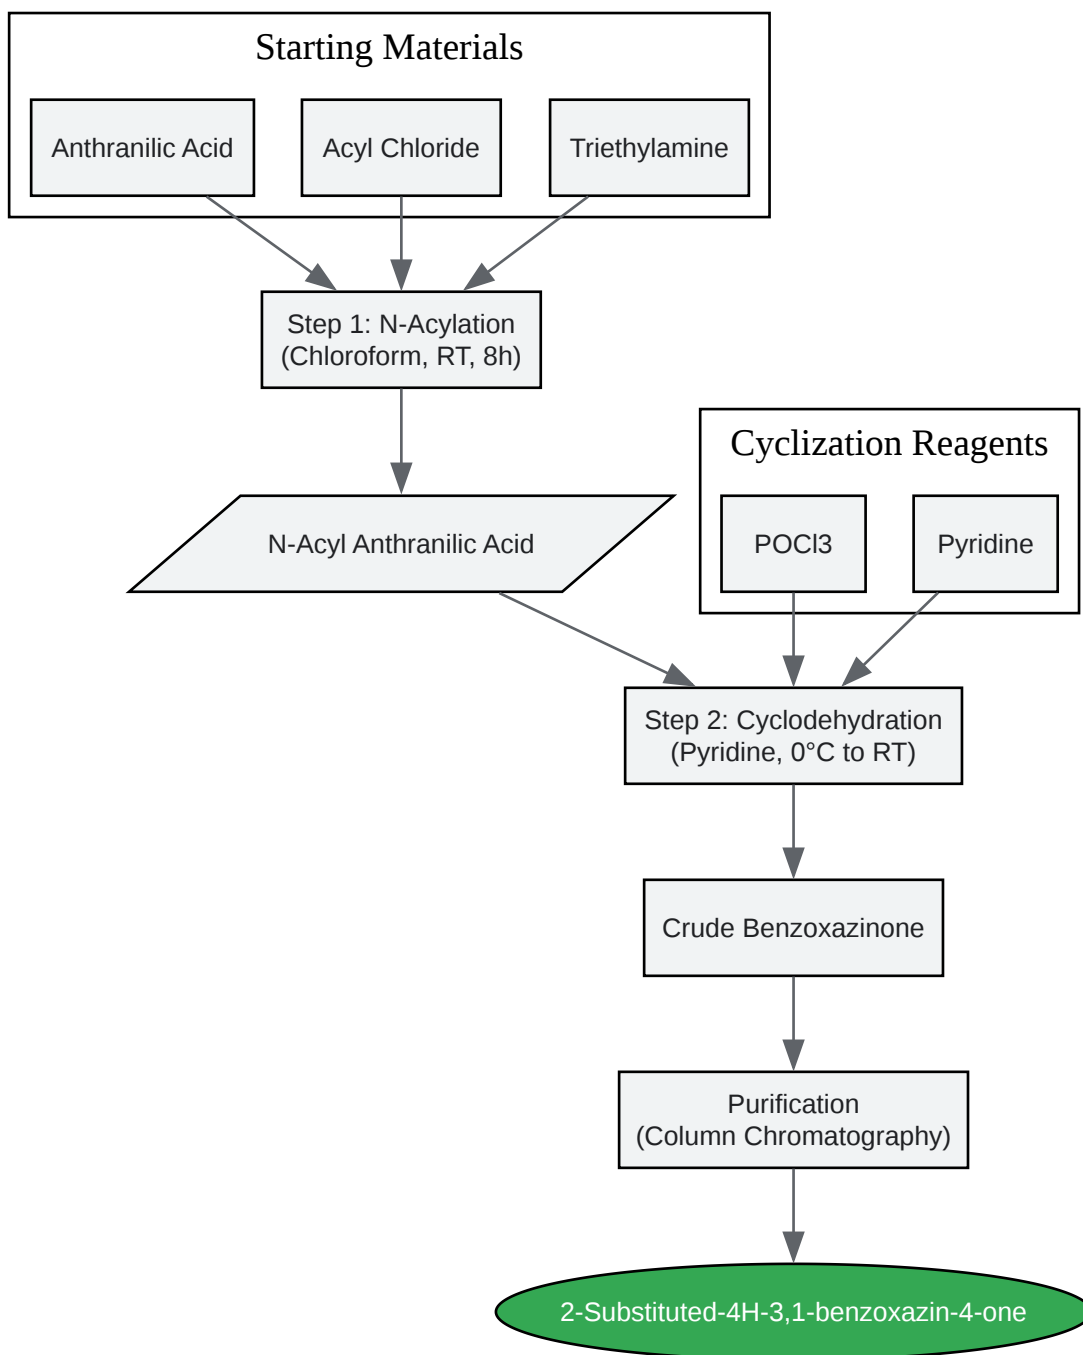 Starting Materials
Anthranilic Acid
Acyl Chloride
Triethylamine
Step 1: N-Acylation
(Chloroform, RT, 8h)
Cyclization Reagents
N-Acyl Anthranilic Acid
POCl3
Pyridine
Step 2: Cyclodehydration
(Pyridine, 0°C to RT)
Crude Benzoxazinone
Purification
(Column Chromatography)
2-Substituted-4H-3,1-benzoxazin-4-one